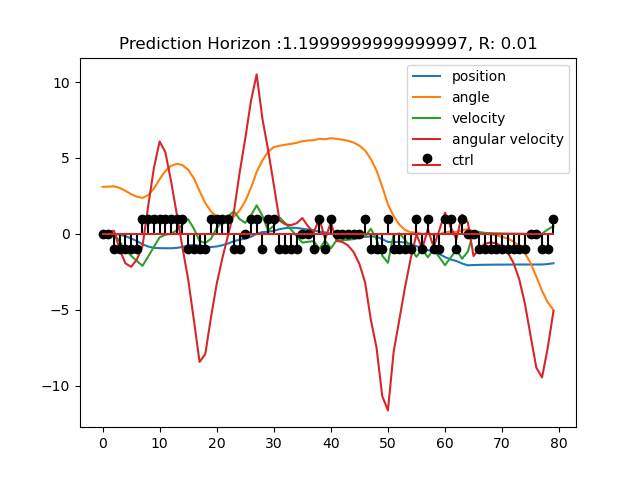 Prediction Horizon :1.1999999999999997, R: 0.01
position
angle
velocity
angular velocity
ctrl
10
5
0
−5
−10
0 10 20 30 40 50 60 70 80